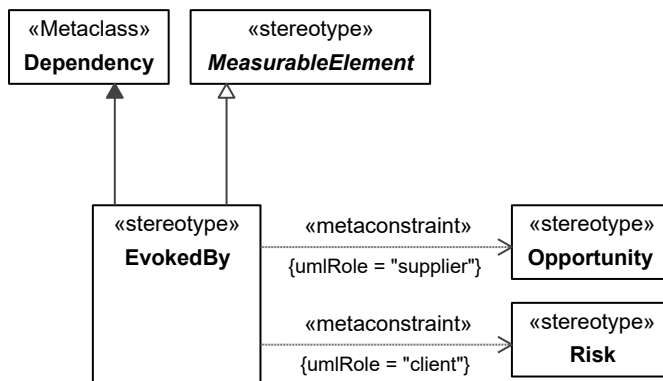 «Metaclass»
Dependency
«stereotype»
MeasurableElement
«stereotype»
EvokedBy
«metaconstraint»
{umlRole = "supplier"}
«stereotype»
Opportunity
«metaconstraint»
{umlRole = "client"}
«stereotype»
Risk